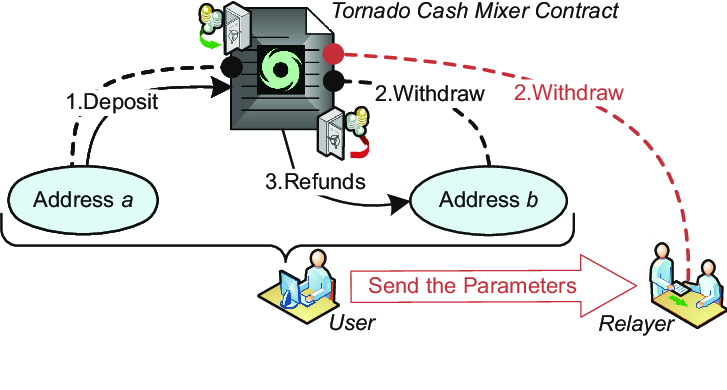 Tornado Cash Mixer Contract
1.Deposit
2.Withdraw
2.Withdraw
3.Refunds
Address a
Address b
Send the Parameters
User
Relayer